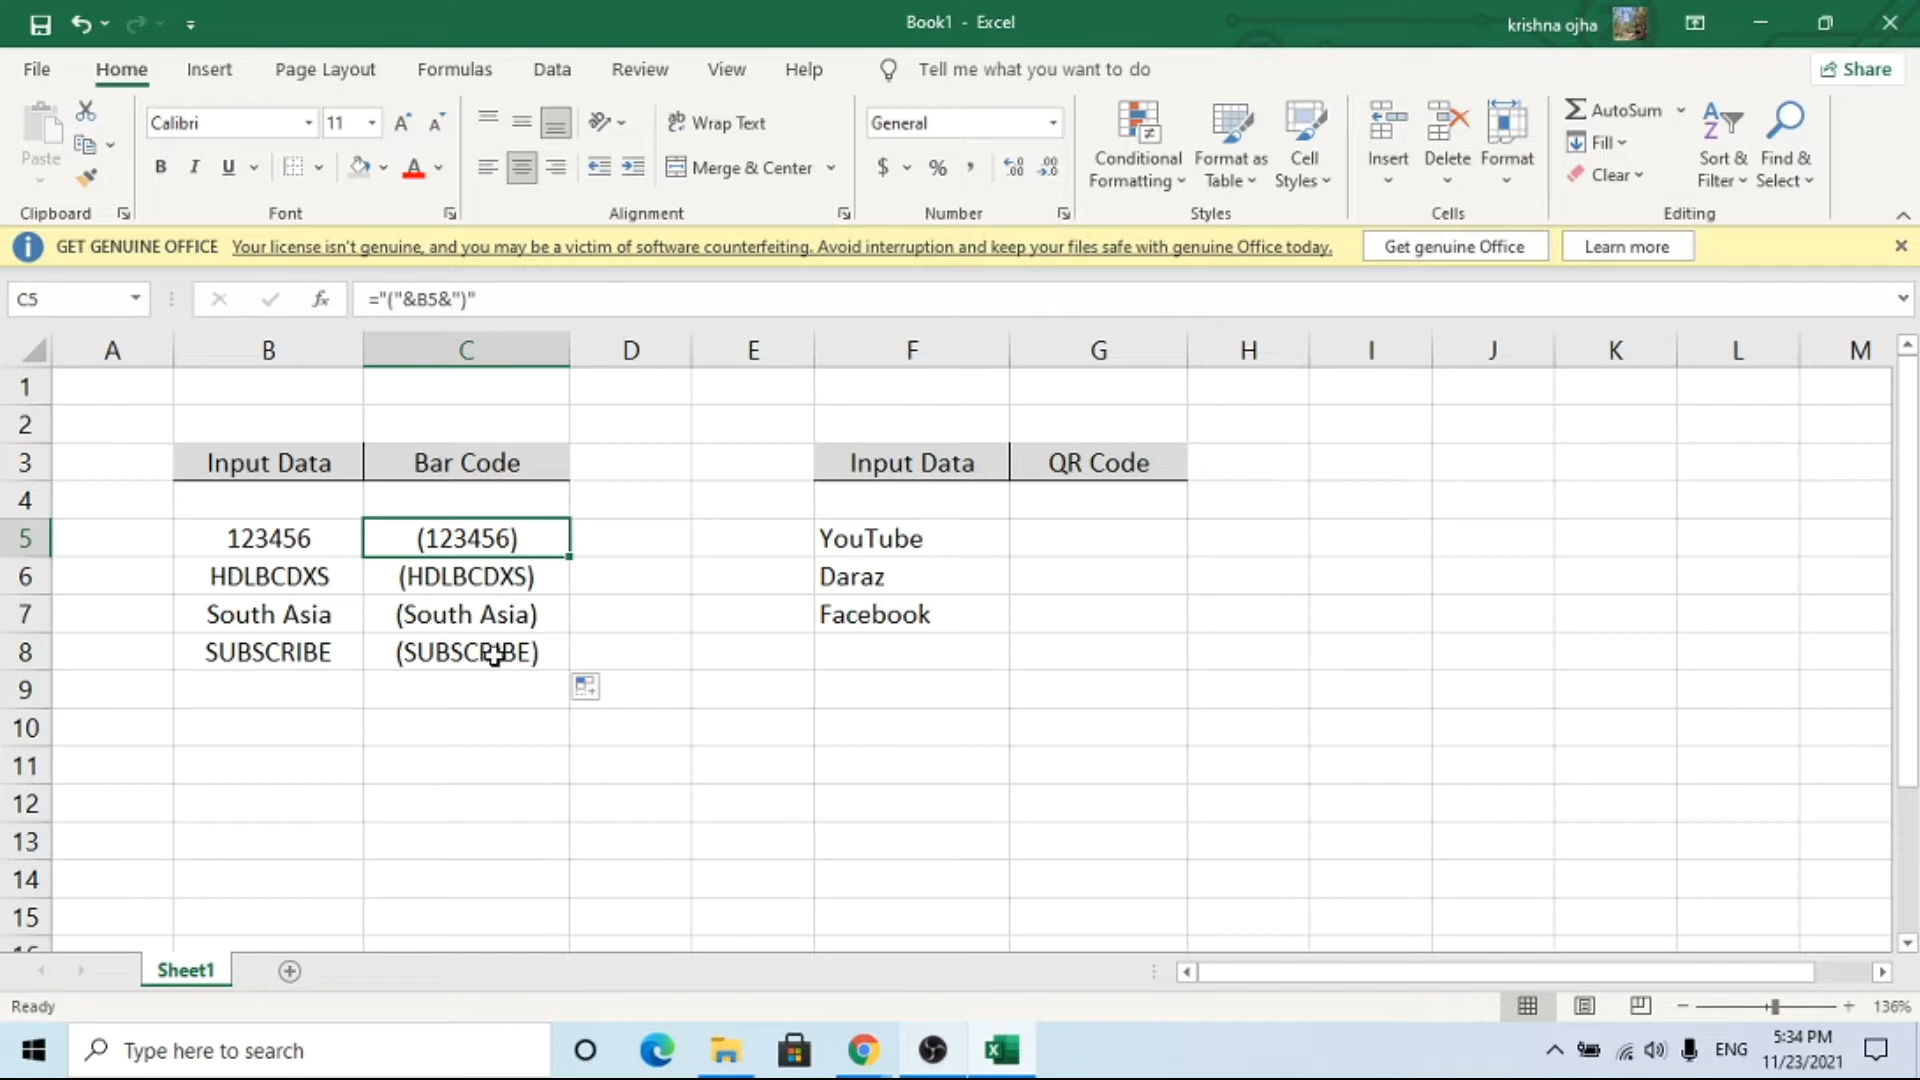 Book1 - Excel
krishna ojha
File Home Insert Page Layout Formulas Data Review View Help Tell me what you want to do Share
Paste
Clipboard
Calibri 11
B I U
Font
Wrap Text
Merge & Center
Alignment
General
$ % ,
Number
Conditional Formatting
Format as Table
Cell Styles
Styles
Insert Delete Format
Cells
AutoSum
Fill
Clear
Sort & Filter
Find & Select
Editing
GET GENUINE OFFICE Your license isn't genuine, and you may be a victim of software counterfeiting. Avoid interruption and keep your files safe with genuine Office today. Get genuine Office Learn more
C5 fx ="("&B5&")"
A B C D E F G H I J K L M
1
2
3 Input Data Bar Code Input Data QR Code
4
5 123456 (123456) YouTube
6 HDLBCDXS (HDLBCDXS) Daraz
7 South Asia (South Asia) Facebook
8 SUBSCRIBE (SUBSCRIBE)
9
10
11
12
13
14
15
Sheet1
Ready 136%
Type here to search
ENG
5:34 PM
11/23/2021